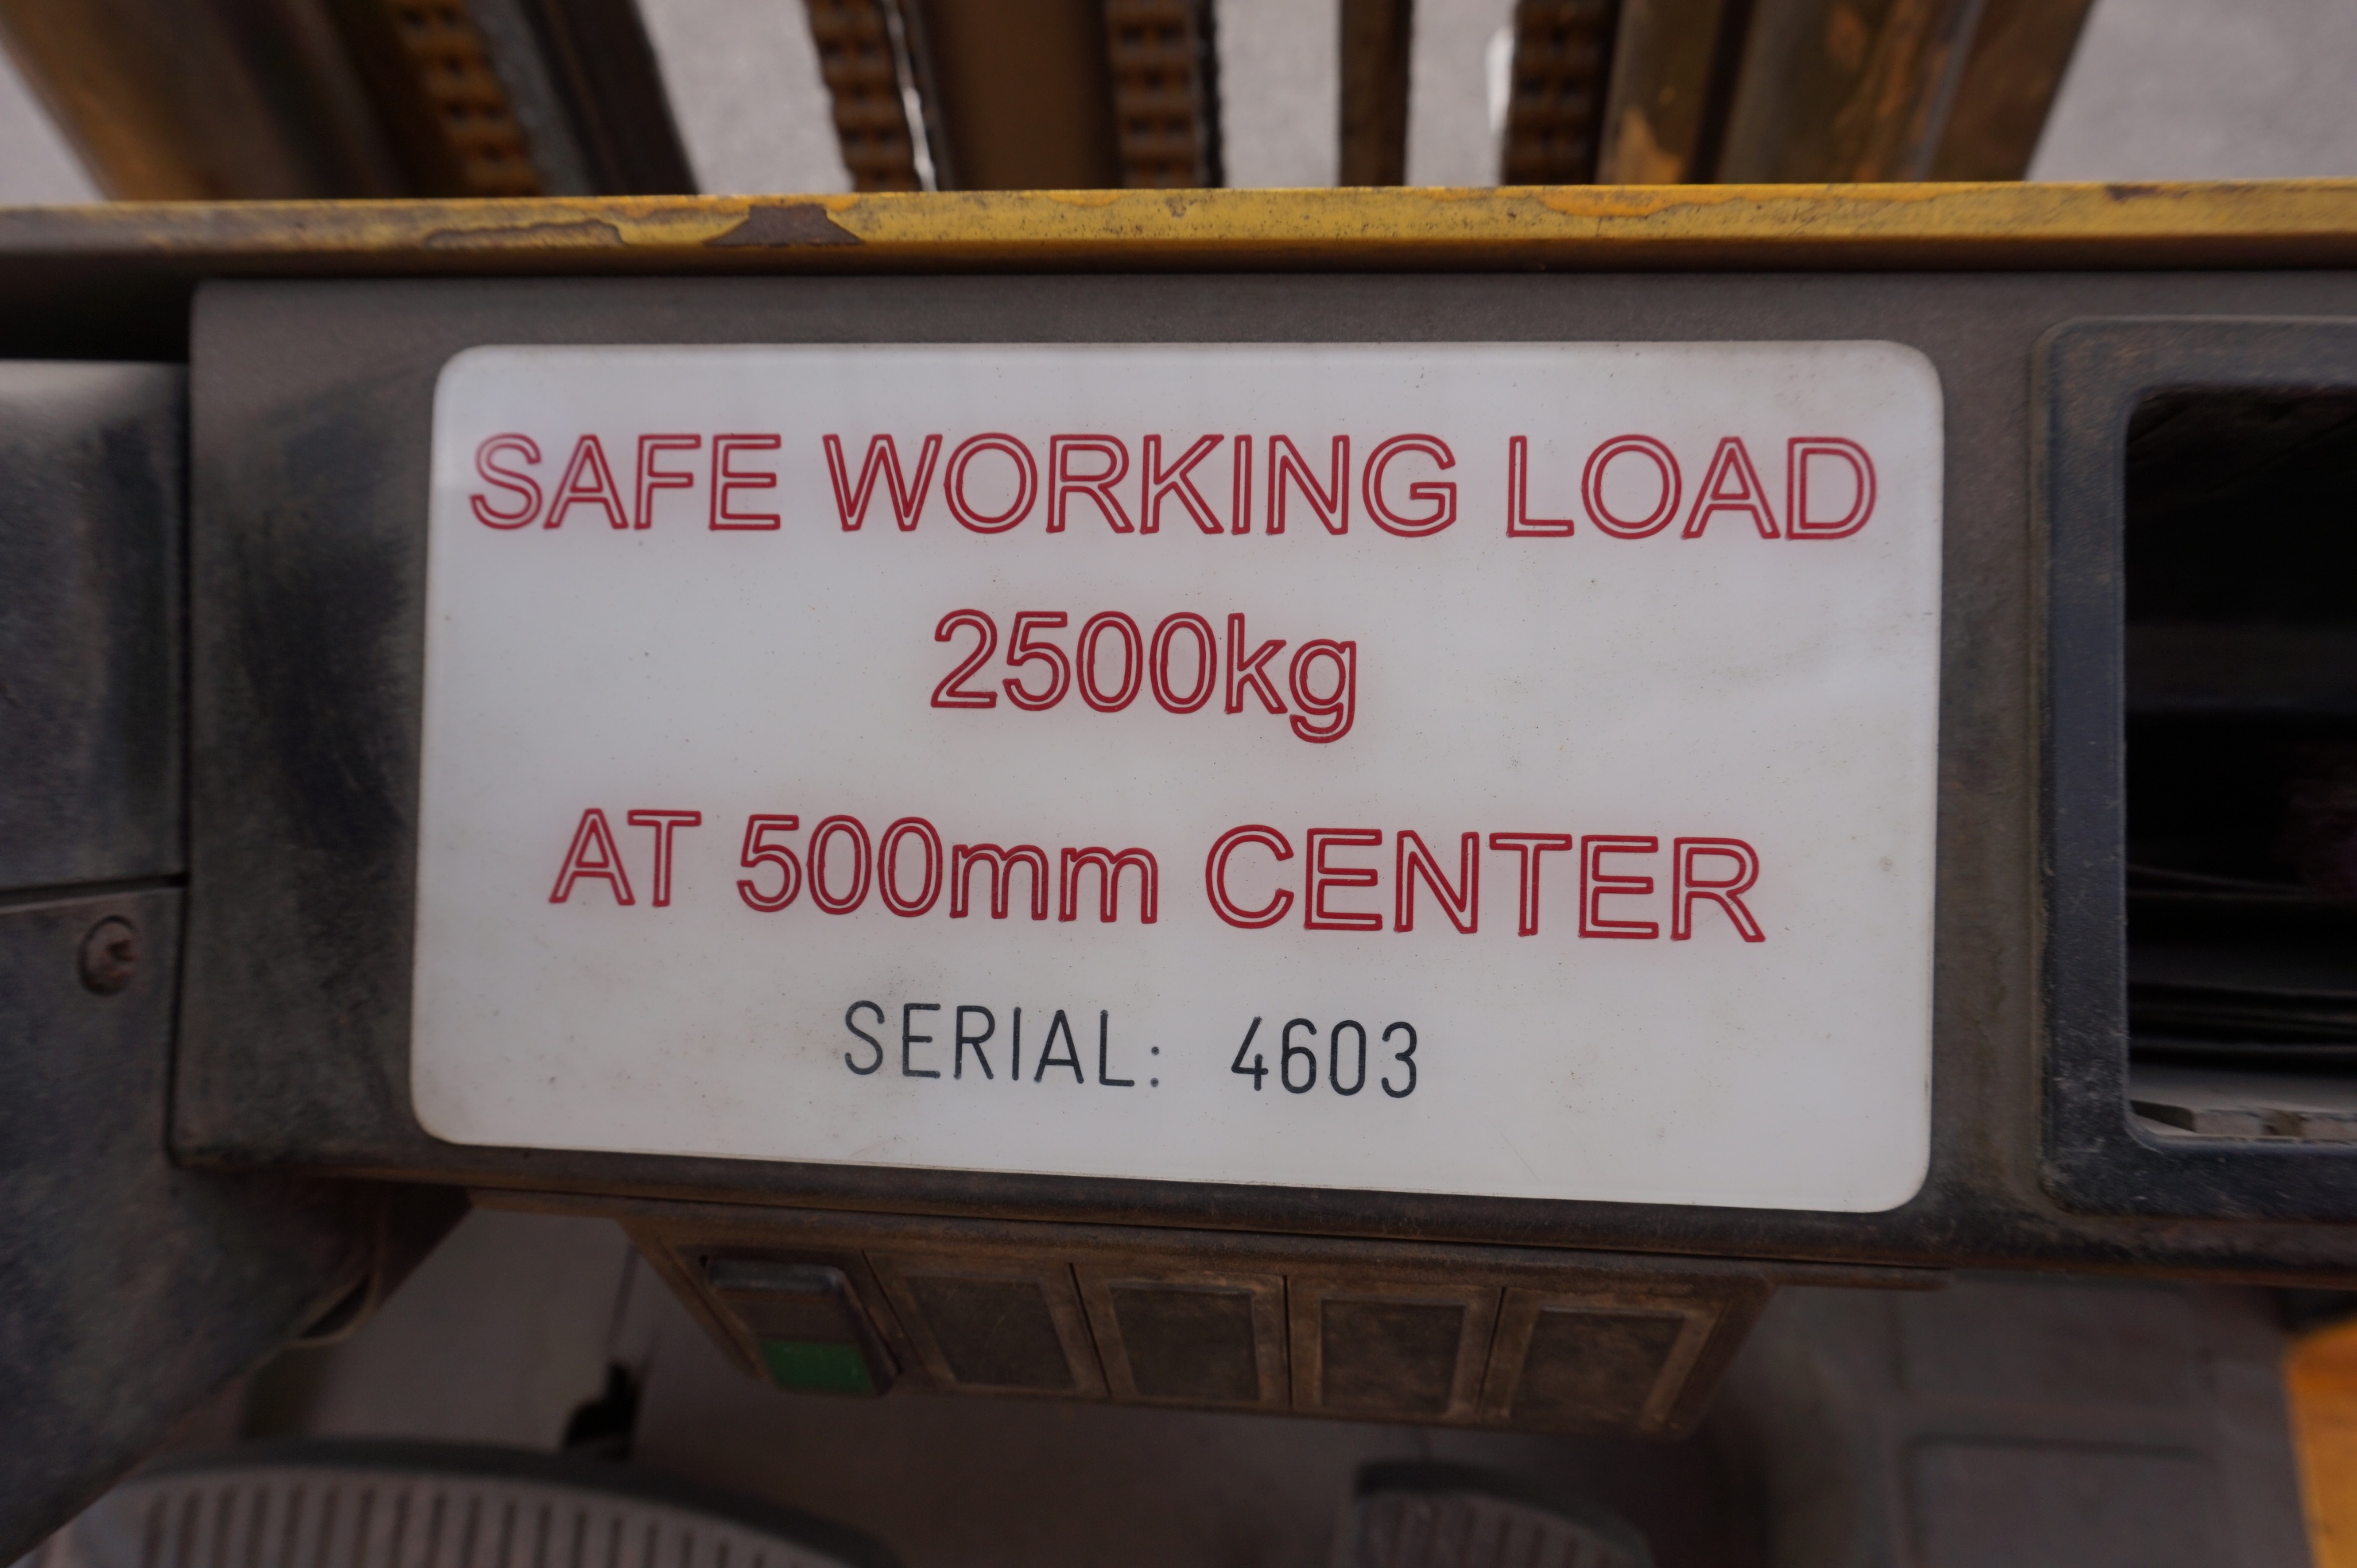 SAFE WORKING LOAD
2500kg
AT 500mm CENTER
SERIAL: 4603